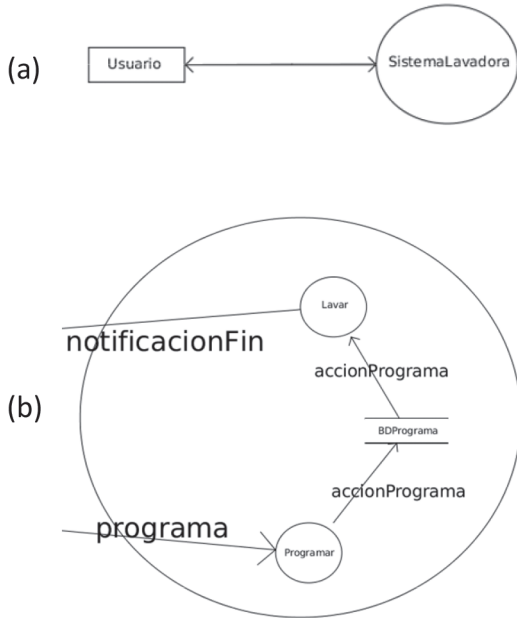 (a)
Usuario
SistemaLavadora
Lavar
notificacionFin
accionPrograma
(b)
BDPrograma
accionPrograma
programa
Programar